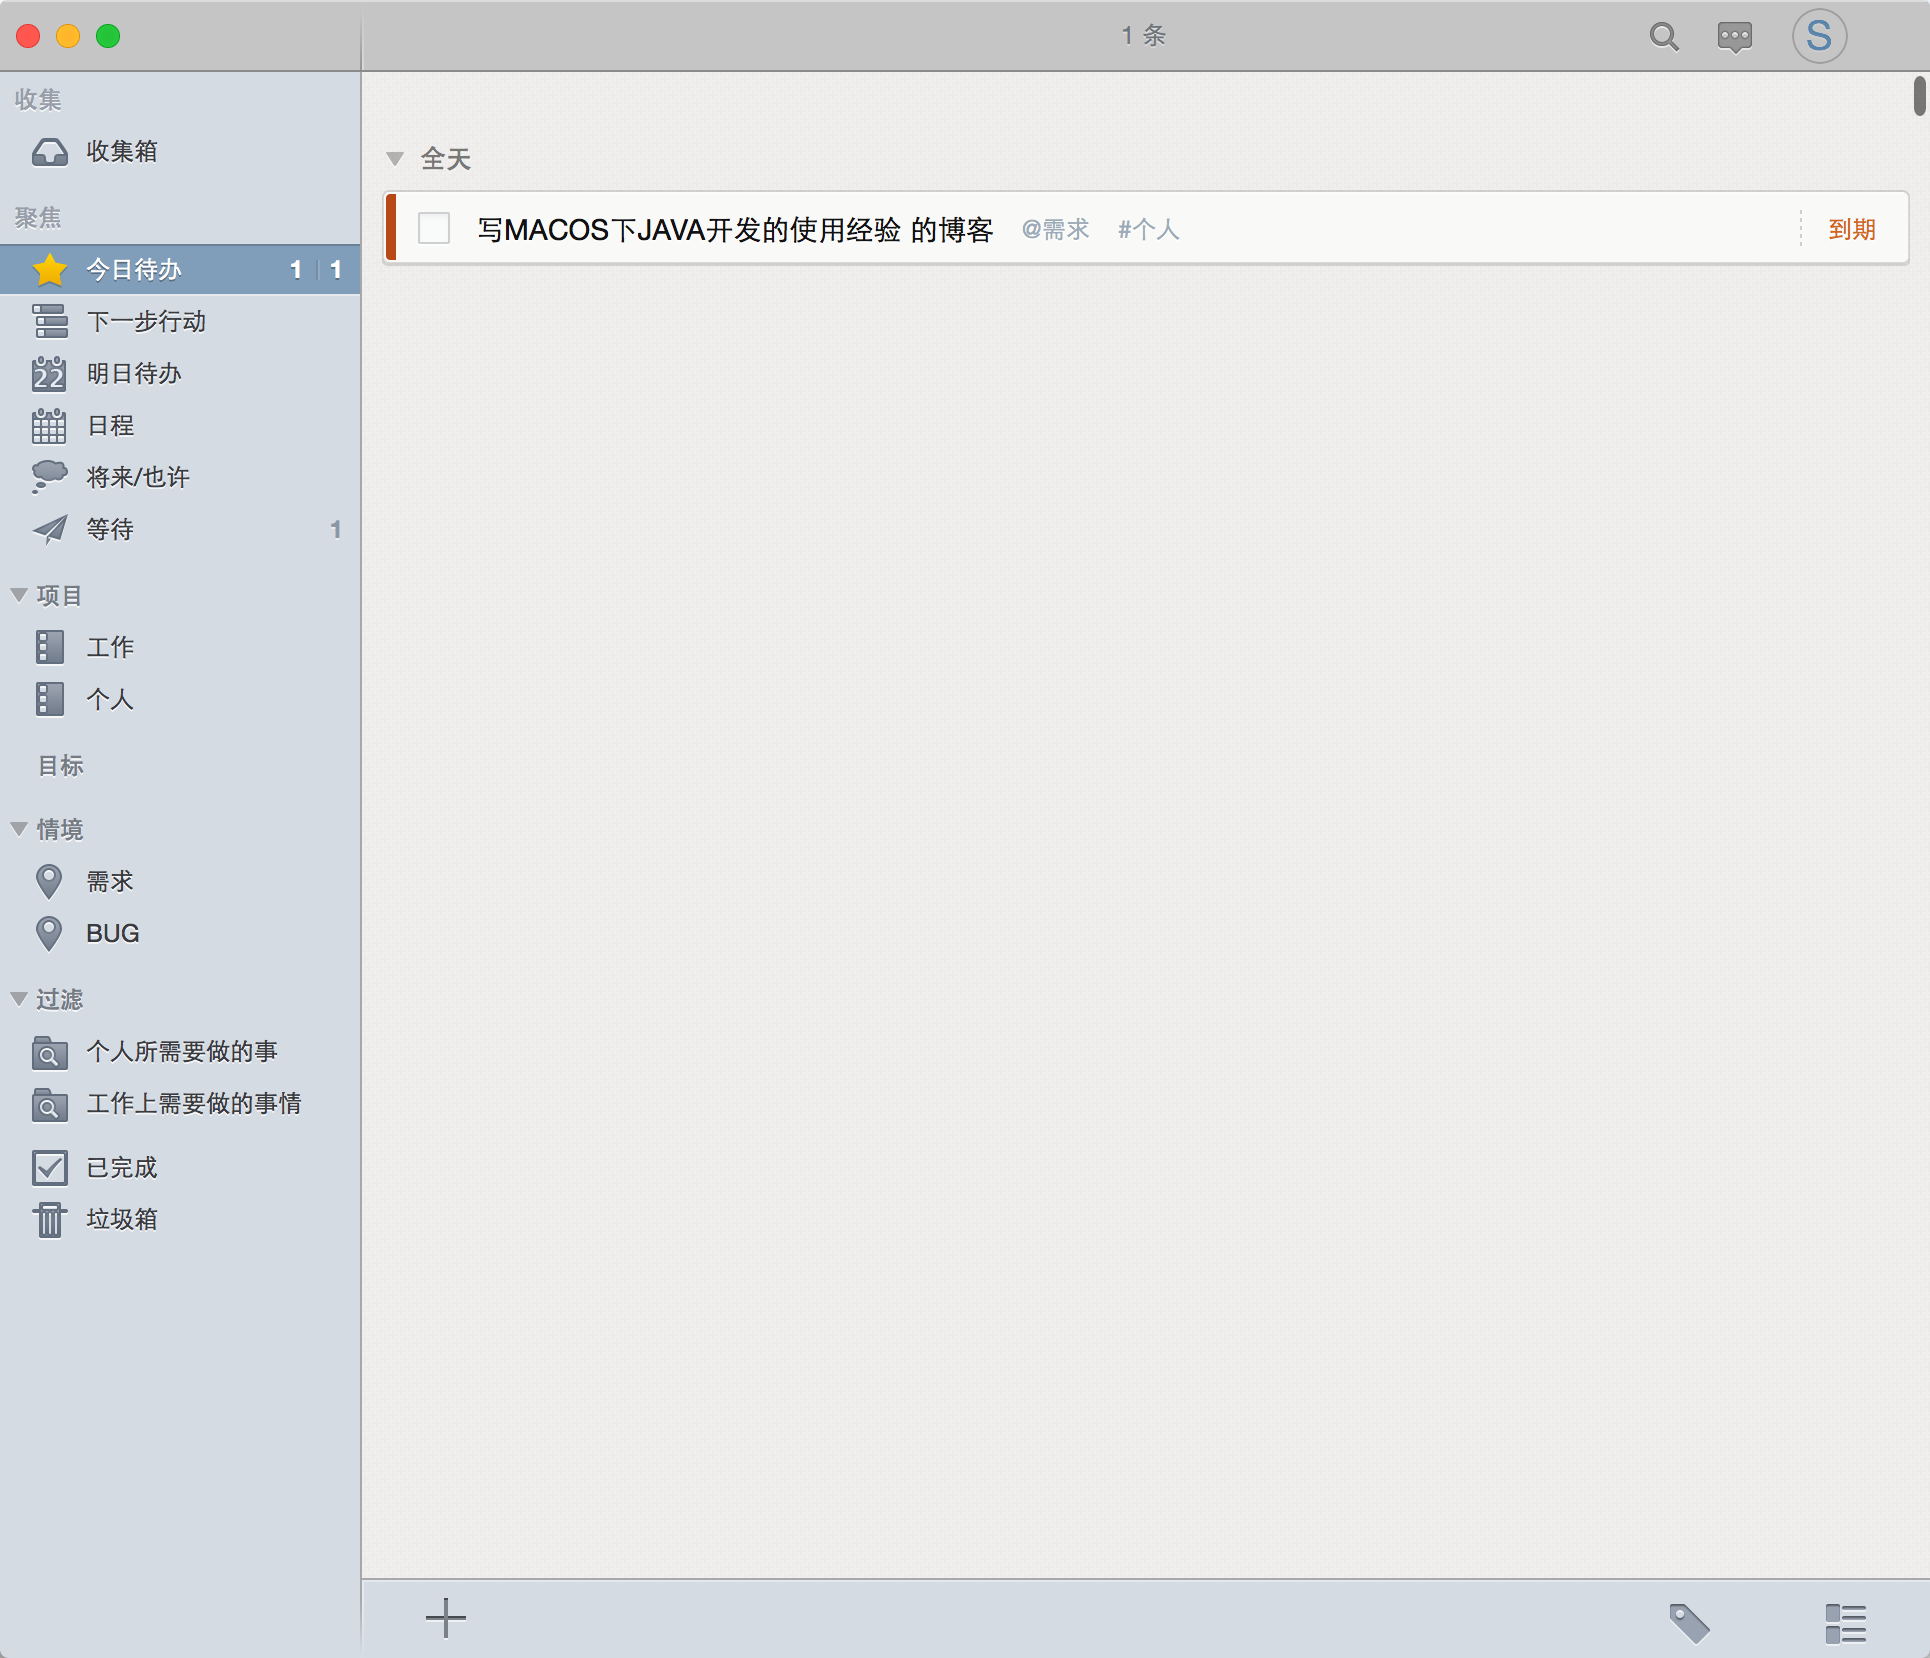 1 条
S
收集
收集箱
聚焦
今日待办 1 1
下一步行动
22 明日待办
日程
将来/也许
等待 1
项目
工作
个人
目标
情境
需求
BUG
过滤
个人所需要做的事
工作上需要做的事情
已完成
垃圾箱
全天
写MACOS下JAVA开发的使用经验 的博客 @需求 #个人 到期